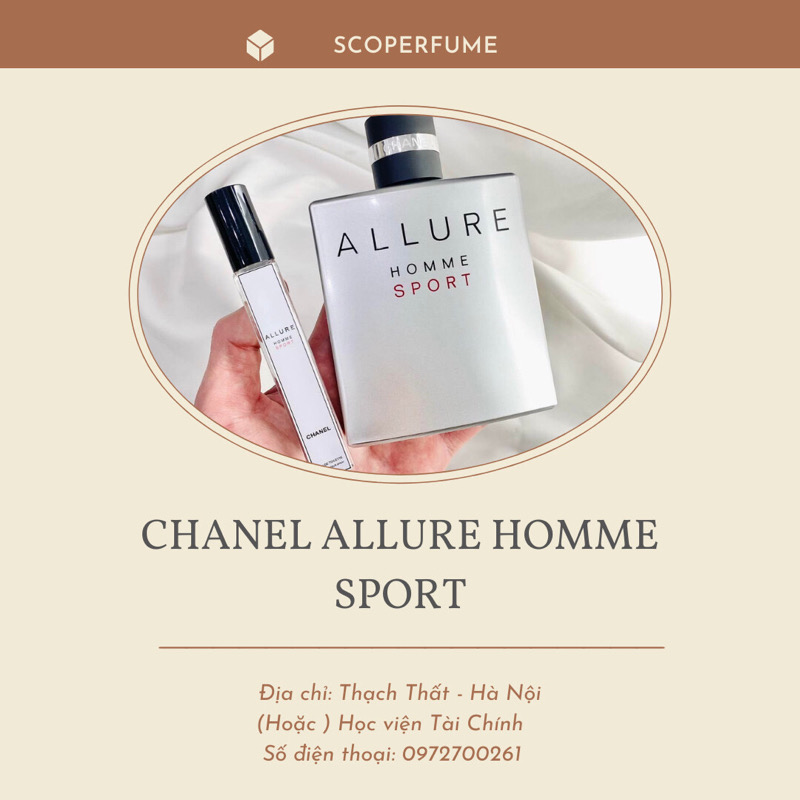 SCOPERFUME
CHANEL
ALLURE
HOMME
SPORT
ALLURE
HOMME
SPORT
CHANEL
CHANEL ALLURE HOMME
SPORT
Địa chỉ: Thạch Thất - Hà Nội
(Hoặc ) Học viện Tài Chính
Số điện thoại: 0972700261